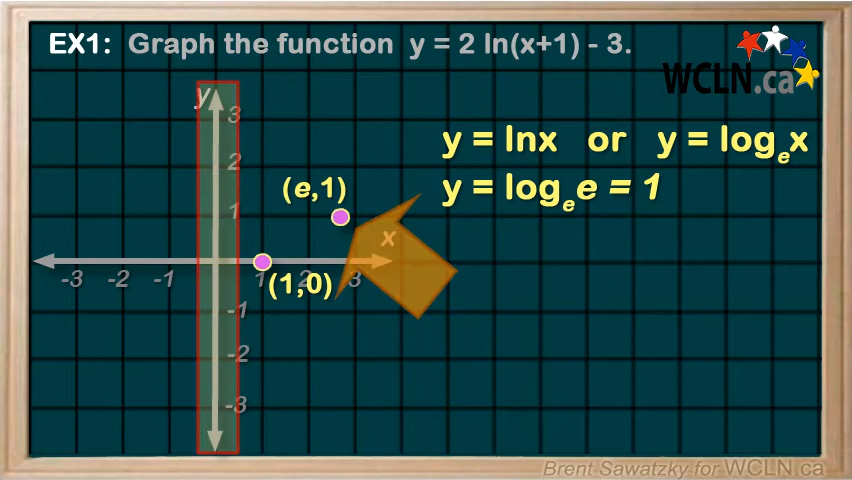 EX1: Graph the function y = 2 ln(x+1) - 3.
WCLN.ca
y = lnx or y = logₑx
y = logₑe = 1
y
3
2
1
(e,1)
x
-3 -2 -1 1 2 3
(1,0)
-1
-2
-3
Brent Sawatzky for WCLN.ca